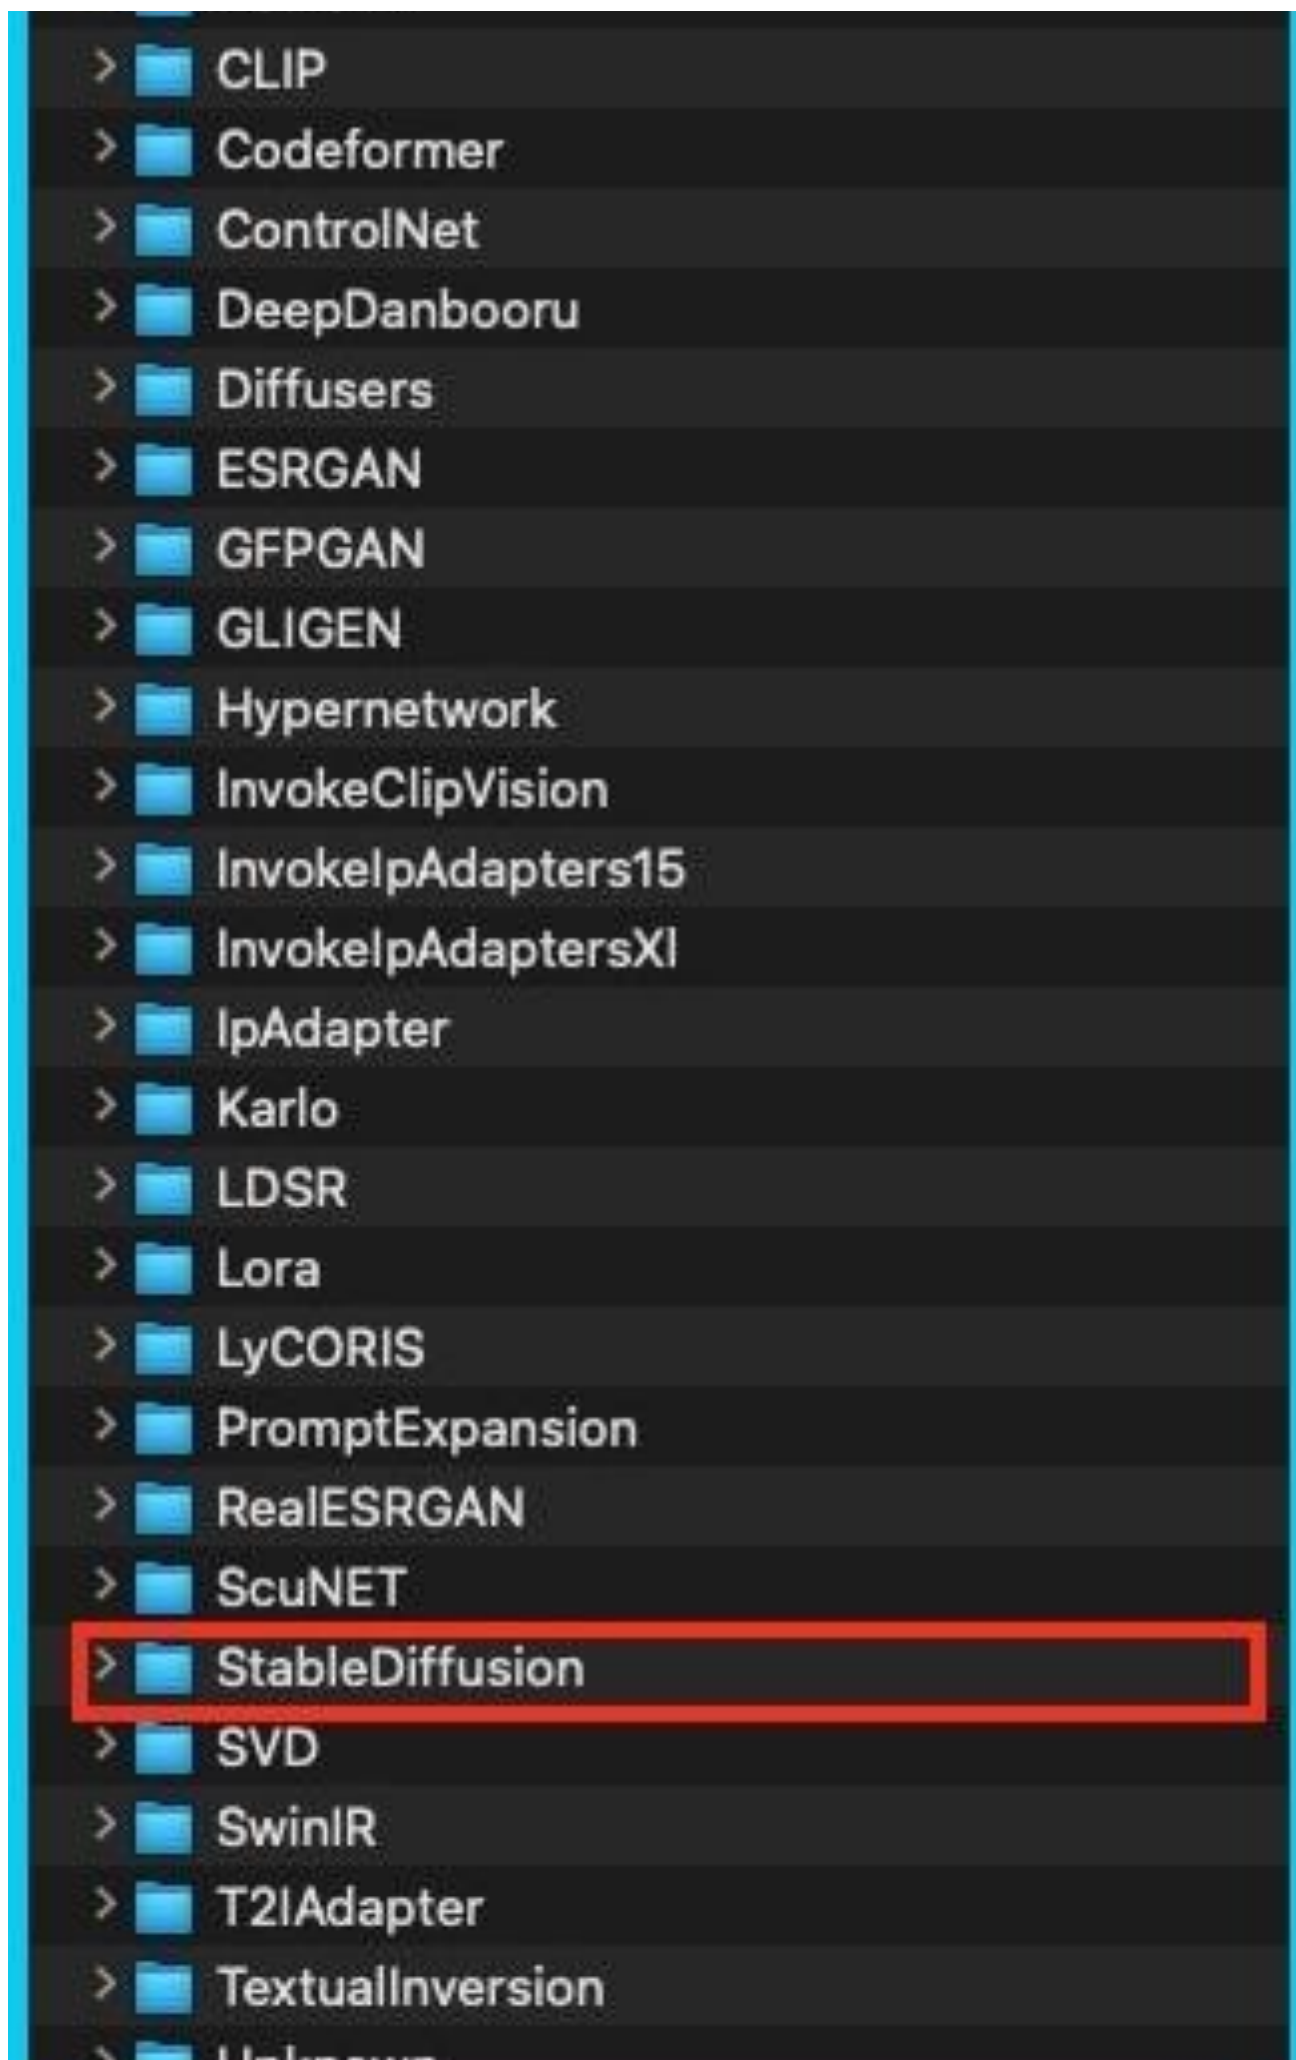 CLIP
Codeformer
ControlNet
DeepDanbooru
Diffusers
ESRGAN
GFPGAN
GLIGEN
Hypernetwork
InvokeClipVision
InvokeIpAdapters15
InvokeIpAdaptersXl
IpAdapter
Karlo
LDSR
Lora
LyCORIS
PromptExpansion
RealESRGAN
ScuNET
StableDiffusion
SVD
SwinIR
T2IAdapter
TextualInversion